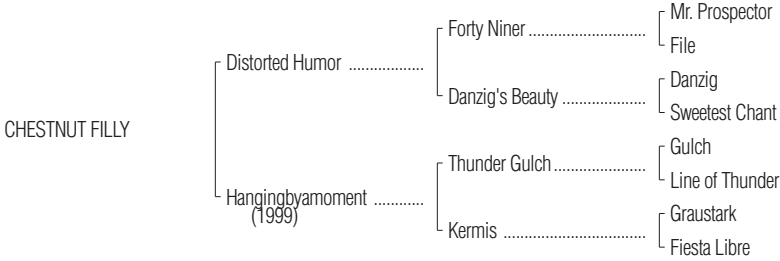 Mr. Prospector
Forty Niner ............................
File
Distorted Humor ..................
Danzig
Danzig's Beauty ....................
Sweetest Chant
CHESTNUT FILLY
Gulch
Thunder Gulch ......................
Line of Thunder
Hangingbyamoment ............
(1999)
Graustark
Kermis ..................................
Fiesta Libre